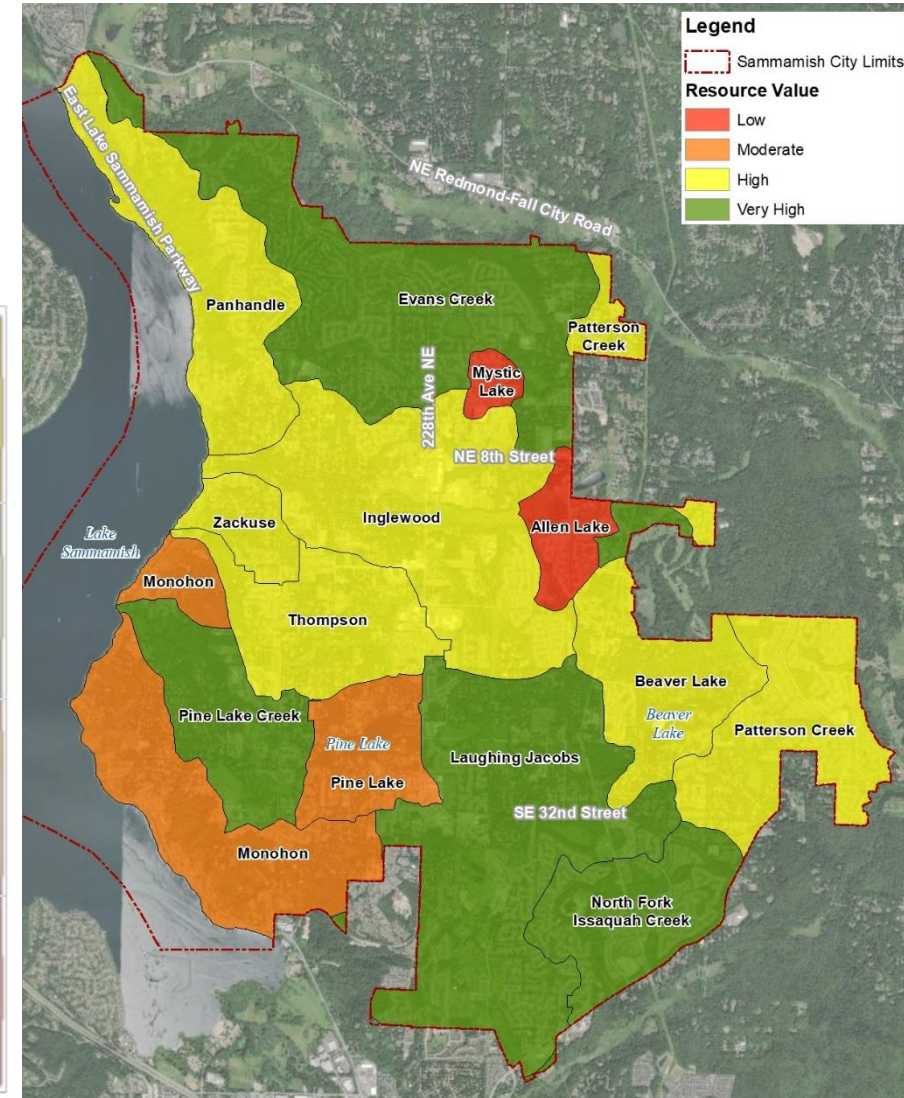 Legend
Sammamish City Limits
Resource Value
Low
Moderate
High
Very High
East Lake Sammamish Parkway
NE Redmond-Fall City Road
Panhandle
Evans Creek
Patterson
Creek
228th Ave NE
Mystic
Lake
NE 8th Street
Zackuse
Inglewood
Allen Lake
Lake
Sammamish
Monohon
Thompson
Beaver Lake
Beaver
Lake
Patterson Creek
Pine Lake Creek
Pine Lake
Pine Lake
Laughing Jacobs
SE 32nd Street
Monohon
North Fork
Issaquah Creek